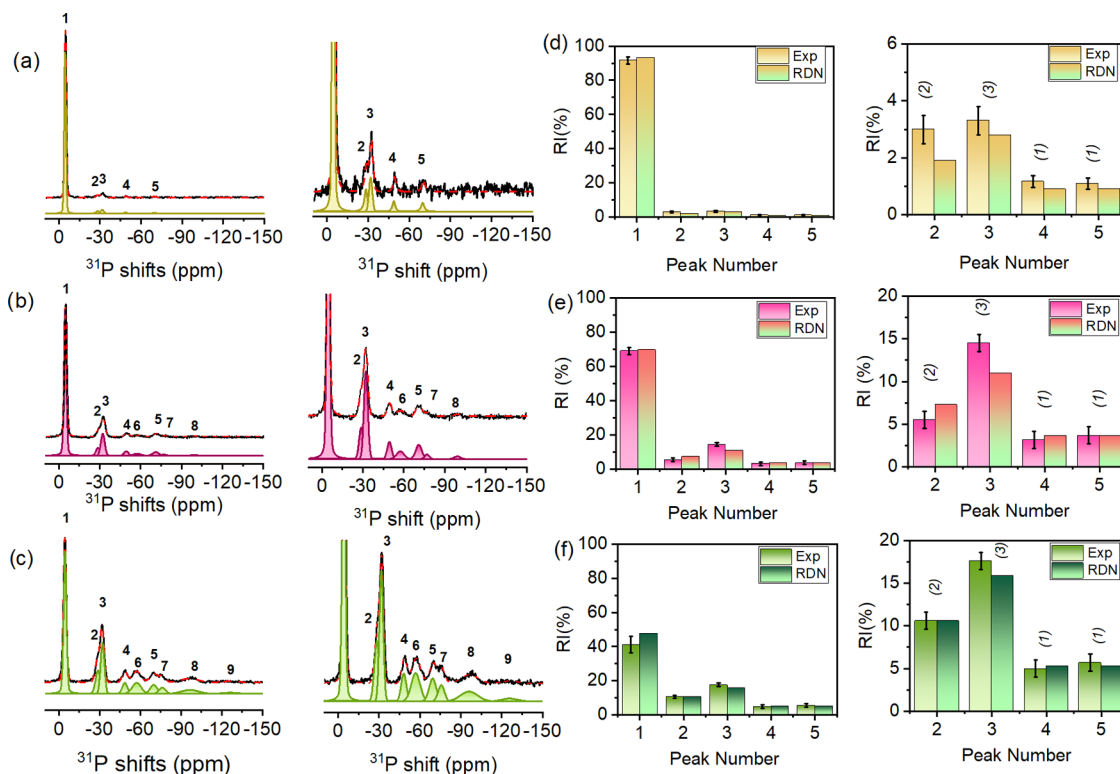 (a)
1
2 3 4 5
0 -30 -60 -90 -120 -150
31P shifts (ppm)
3
2 4 5
0 -30 -60 -90 -120 -150
31P shift (ppm)
(d)
100
80
60
40
20
0
RI(%)
Exp
RDN
1 2 3 4 5
Peak Number
6
4
3
1
0
RI(%)
(2)
(3)
(1)
(1)
Exp
RDN
2 3 4 5
Peak Number
(b)
1
2 3 4 6 5 7 8
0 -30 -60 -90 -120 -150
31P shifts (ppm)
3
2 4 6 5 7 8
0 -30 -60 -90 -120 -150
31P shift (ppm)
(e)
100
80
60
40
20
0
RI (%)
Exp
RDN
1 2 3 4 5
Peak Number
20
15
10
5
0
RI (%)
(2)
(3)
(1)
(1)
Exp
RDN
2 3 4 5
Peak Number
(c)
1
3
2 4 6 5 7 8 9
0 -30 -60 -90 -120 -150
31P shifts (ppm)
3
2 4 6 5 7 8 9
0 -30 -60 -90 -120 -150
31P shift (ppm)
(f)
100
80
60
40
20
0
RI(%)
Exp
RDN
1 2 3 4 5
Peak Number
20
15
10
5
0
RI(%)
(2)
(3)
(1)
(1)
Exp
RDN
2 3 4 5
Peak Number